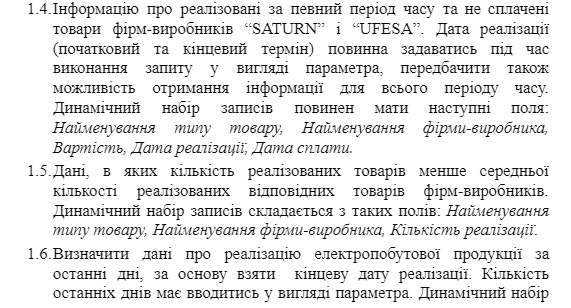 1.4. Інформацію про реалізовані за певний період часу та не сплачені
товари фірм-виробників “SATURN” і “UFESA”. Дата реалізації
(початковий та кінцевий термін) повинна задаватись під час
виконання запиту у вигляді параметра, передбачити також
можливість отримання інформації для всього періоду часу.
Динамічний набір записів повинен мати наступні поля:
Найменування типу товару, Найменування фірми-виробника,
Вартість, Дата реалізації, Дата сплати.
1.5. Дані, в яких кількість реалізованих товарів менше середньої
кількості реалізованих відповідних товарів фірм-виробників.
Динамічний набір записів складається з таких полів: Найменування
типу товару, Найменування фірми-виробника, Кількість реалізації.
1.6. Визначити дані про реалізацію електропобутової продукції за
останні дні, за основу взяти кінцеву дату реалізації. Кількість
останніх днів має вводитись у вигляді параметра. Динамічний набір